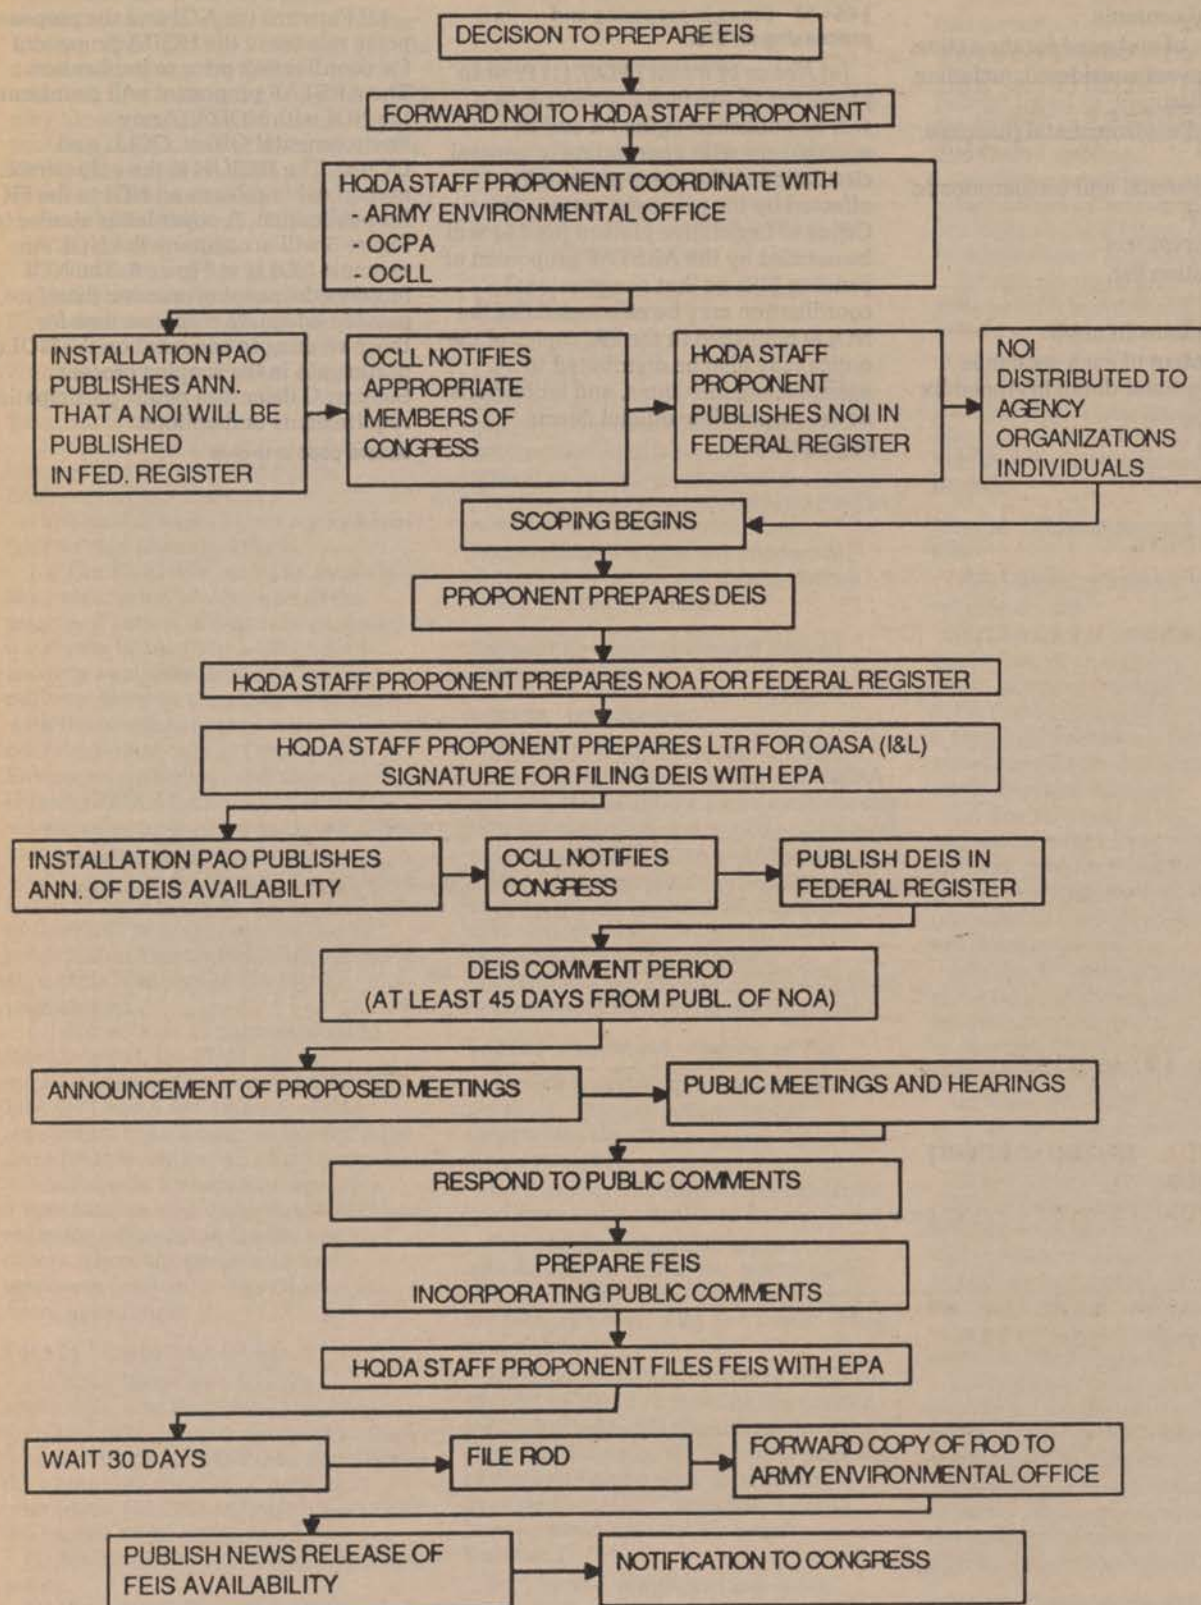 DECISION TO PREPARE EIS
FORWARD NOI TO HQDA STAFF PROPONENT
HQDA STAFF PROPONENT COORDINATE WITH
- ARMY ENVIRONMENTAL OFFICE
- OCPA
- OCLL
INSTALLATION PAO
PUBLISHES ANN.
THAT A NOI WILL BE
PUBLISHED
IN FED. REGISTER
OCLL NOTIFIES
APPROPRIATE
MEMBERS OF
CONGRESS
HQDA STAFF
PROPONENT
PUBLISHES NOI IN
FEDERAL REGISTER
NOI
DISTRIBUTED TO
AGENCY
ORGANIZATIONS
INDIVIDUALS
SCOPING BEGINS
PROPONENT PREPARES DEIS
HQDA STAFF PROPONENT PREPARES NOA FOR FEDERAL REGISTER
HQDA STAFF PROPONENT PREPARES LTR FOR OASA (I&L)
SIGNATURE FOR FILING DEIS WITH EPA
INSTALLATION PAO PUBLISHES
ANN. OF DEIS AVAILABILITY
OCLL NOTIFIES
CONGRESS
PUBLISH DEIS IN
FEDERAL REGISTER
DEIS COMMENT PERIOD
(AT LEAST 45 DAYS FROM PUBL. OF NOA)
ANNOUNCEMENT OF PROPOSED MEETINGS
PUBLIC MEETINGS AND HEARINGS
RESPOND TO PUBLIC COMMENTS
PREPARE FEIS
INCORPORATING PUBLIC COMMENTS
HQDA STAFF PROPONENT FILES FEIS WITH EPA
WAIT 30 DAYS
FILE ROD
FORWARD COPY OF ROD TO
ARMY ENVIRONMENTAL OFFICE
PUBLISH NEWS RELEASE OF
FEIS AVAILABILITY
NOTIFICATION TO CONGRESS